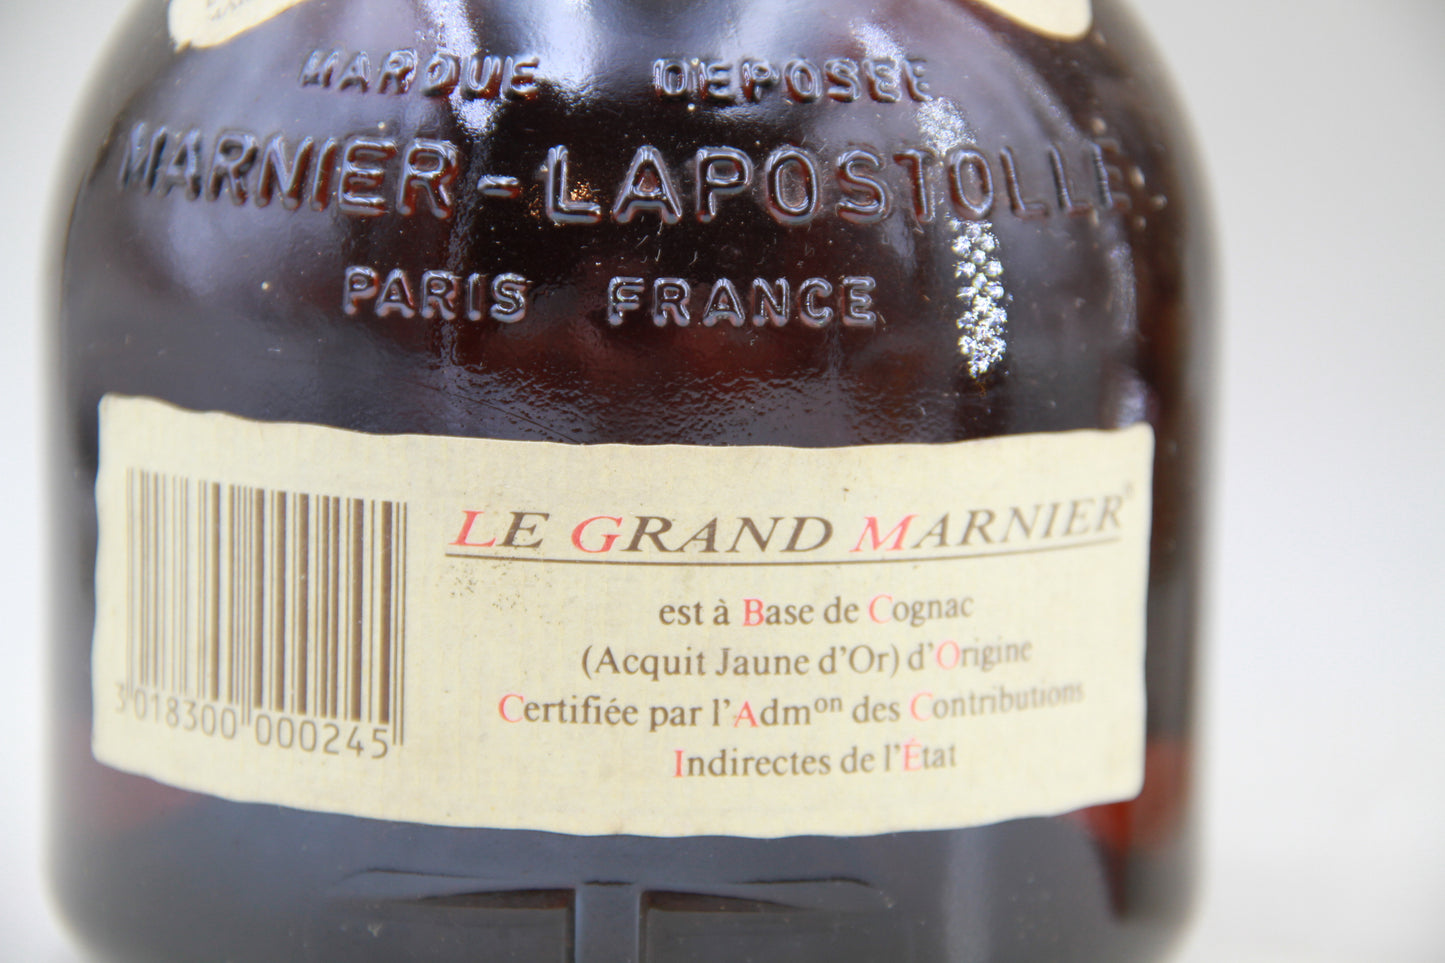 MARQUE DEPOSEE
MARNIER-LAPOSTOLLE
PARIS FRANCE
LE GRAND MARNIER®
est à Base de Cognac
(Acquit Jaune d'Or) d'Origine
Certifiée par l'Admon des Contributions
Indirectes de l'État
3 018300 000245